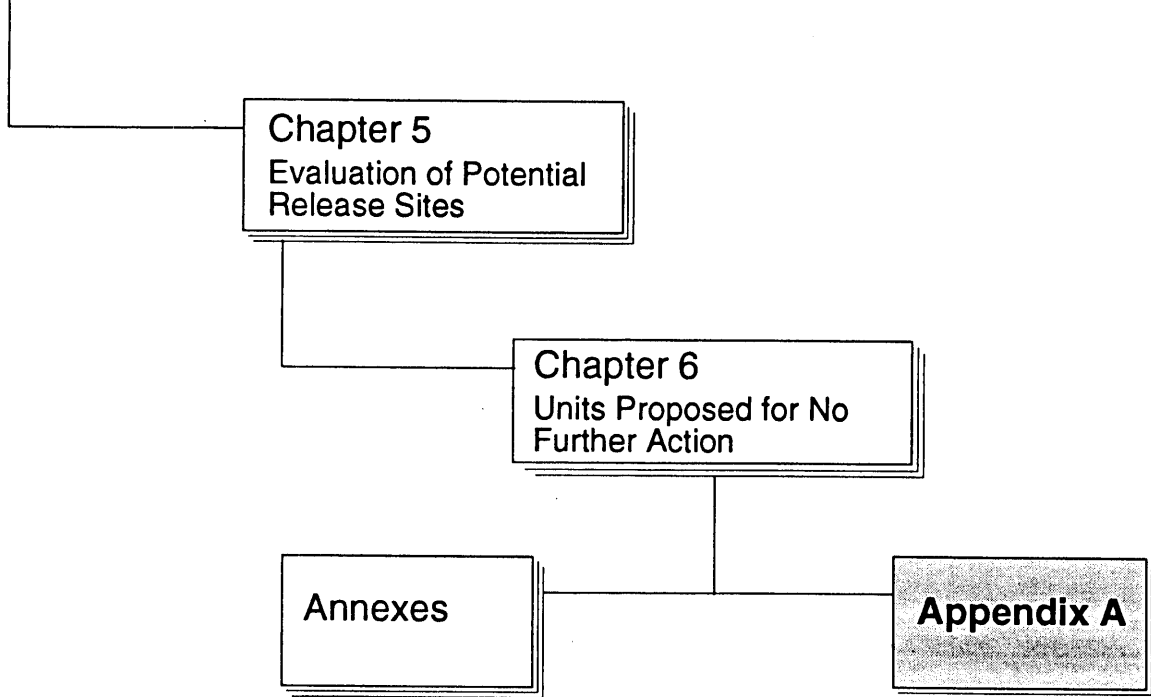 Chapter 5
Evaluation of Potential
Release Sites
Chapter 6
Units Proposed for No
Further Action
Annexes
Appendix A